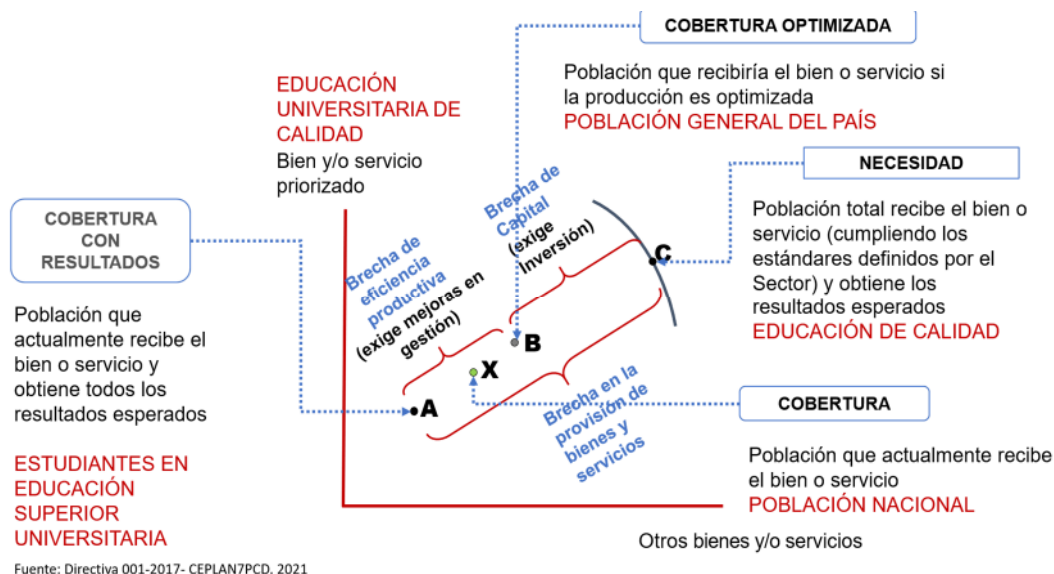 COBERTURA OPTIMIZADA
Población que recibiría el bien o servicio si
la producción es optimizada
POBLACIÓN GENERAL DEL PAÍS
EDUCACIÓN
UNIVERSITARIA DE
CALIDAD
Bien y/o servicio
priorizado
NECESIDAD
Población total recibe el bien o
servicio (cumpliendo los
estándares definidos por el
Sector) y obtiene los
resultados esperados
EDUCACIÓN DE CALIDAD
COBERTURA
CON
RESULTADOS
Población que
actualmente recibe el
bien o servicio y
obtiene todos los
resultados esperados
ESTUDIANTES EN
EDUCACIÓN
SUPERIOR
UNIVERSITARIA
Brecha de
eficiencia
productiva
(exige mejoras en
gestión)
Brecha de
Capital
(exige
Inversión)
C
B
X
A
Brecha en la
provisión de
bienes y
servicios
COBERTURA
Población que actualmente recibe
el bien o servicio
POBLACIÓN NACIONAL
Otros bienes y/o servicios
Fuente: Directiva 001-2017- CEPLAN7PCD. 2021